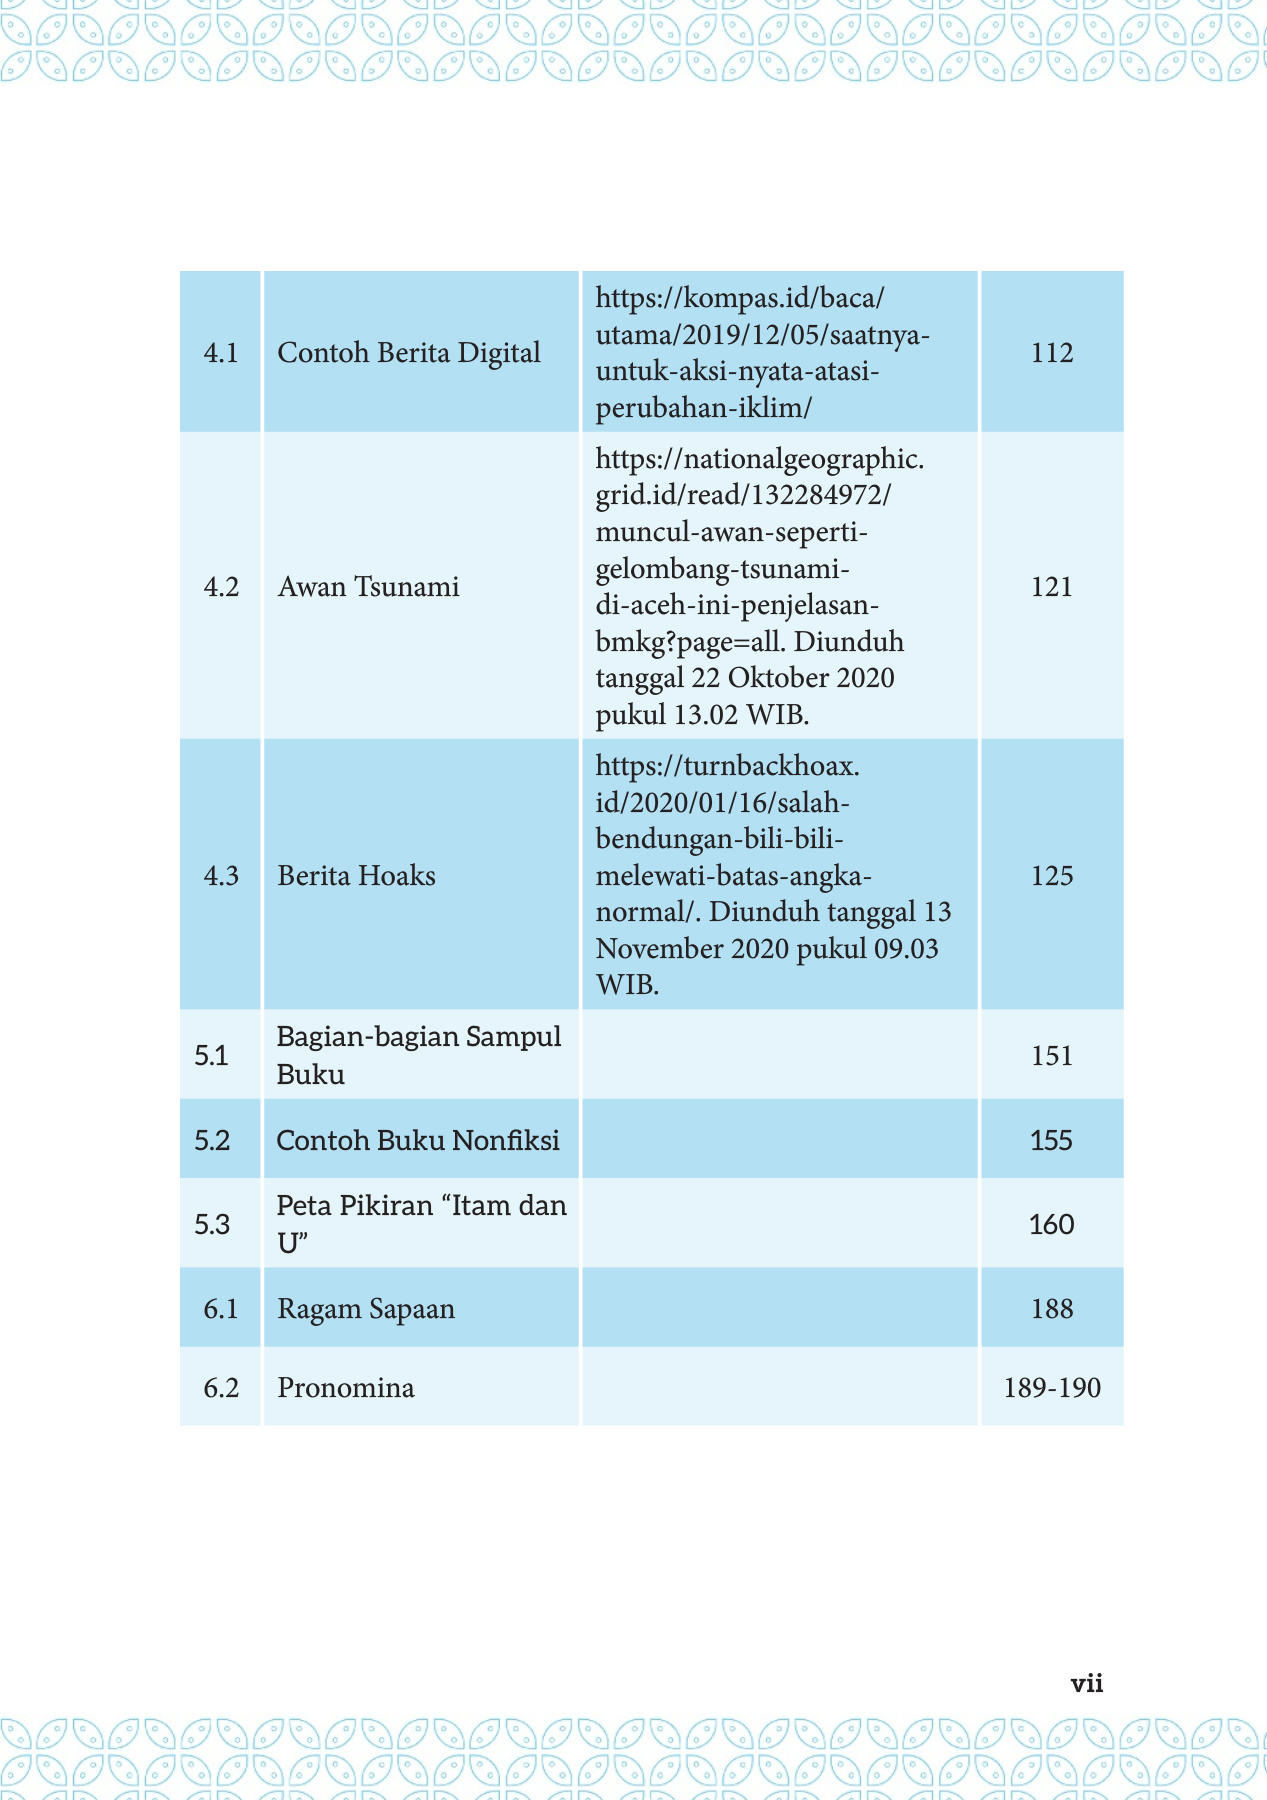 4.1
Contoh Berita Digital
https://kompas.id/baca/
utama/2019/12/05/saatnya-
untuk-aksi-nyata-atasi-
perubahan-iklim/
112
4.2
Awan Tsunami
https://nationalgeographic.
grid.id/read/132284972/
muncul-awan-seperti-
gelombang-tsunami-
di-aceh-ini-penjelasan-
bmkg?page=all. Diunduh
tanggal 22 Oktober 2020
pukul 13.02 WIB.
121
4.3
Berita Hoaks
https://turnbackhoax.
id/2020/01/16/salah-
bendungan-bili-bili-
melewati-batas-angka-
normal/. Diunduh tanggal 13
November 2020 pukul 09.03
WIB.
125
5.1
Bagian-bagian Sampul
Buku
151
5.2
Contoh Buku Nonfiksi
155
5.3
Peta Pikiran “Itam dan
U”
160
6.1
Ragam Sapaan
188
6.2
Pronomina
189-190
vii